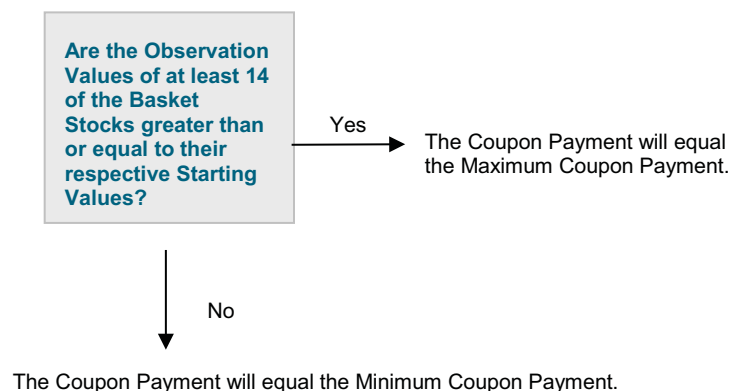 Are the Observation
Values of at least 14
of the Basket
Stocks greater than
or equal to their
respective Starting
Values?
Yes
The Coupon Payment will equal
the Maximum Coupon Payment.
No
The Coupon Payment will equal the Minimum Coupon Payment.